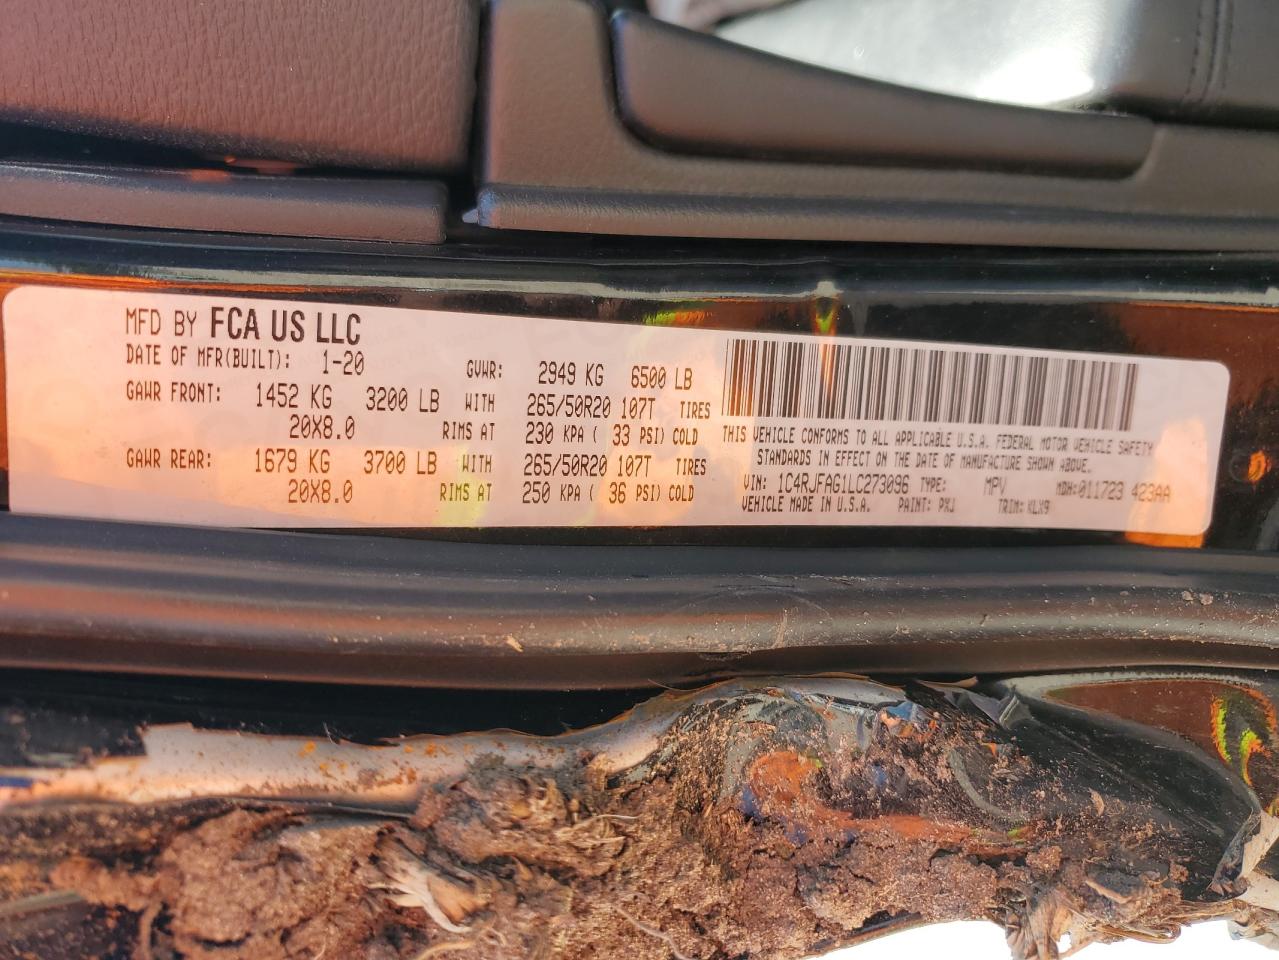 MFD BY FCA US LLC
DATE OF MFR(BUILT): 1-20 GVWR: 2949 KG 6500 LB
GAWR FRONT: 1452 KG 3200 LB WITH 265/50R20 107T TIRES
20X8.0 RIMS AT 230 KPA ( 33 PSI) COLD
GAWR REAR: 1679 KG 3700 LB WITH 265/50R20 107T TIRES
20X8.0 RIMS AT 250 KPA ( 36 PSI) COLD
THIS VEHICLE CONFORMS TO ALL APPLICABLE U.S.A. FEDERAL MOTOR VEHICLE SAFETY
STANDARDS IN EFFECT ON THE DATE OF MANUFACTURE SHOWN ABOVE.
VIN: 1C4RJFAG1LC273096 TYPE: MPV MDH:011723 423AA
VEHICLE MADE IN U.S.A. PAINT: PXJ TRIM: KLX9